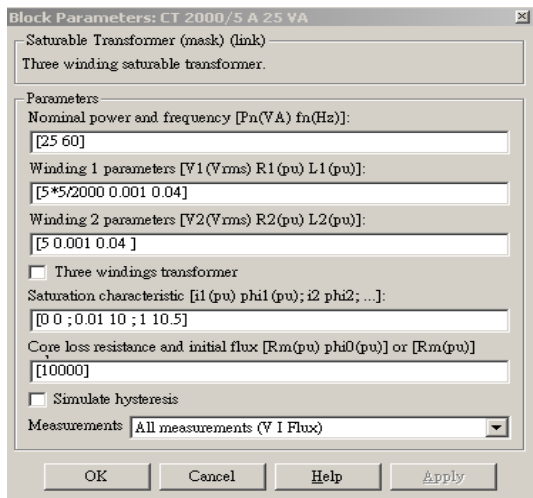 Block Parameters: CT 2000/5 A 25 VA
Saturable Transformer (mask) (link)
Three winding saturable transformer.
Parameters
Nominal power and frequency [Pn(VA) fn(Hz)]:
[25 60]
Winding 1 parameters [V1(Vrms) R1(pu) L1(pu)]:
[5*5/2000 0.001 0.04]
Winding 2 parameters [V2(Vrms) R2(pu) L2(pu)]:
[5 0.001 0.04 ]
Three windings transformer
Saturation characteristic [i1(pu) phi1(pu); i2 phi2; ...]:
[0 0 ; 0.01 10 ; 1 10.5]
Core loss resistance and initial flux [Rm(pu) phi0(pu)] or [Rm(pu)]
[10000]
Simulate hysteresis
Measurements All measurements (V I Flux)
OK Cancel Help Apply